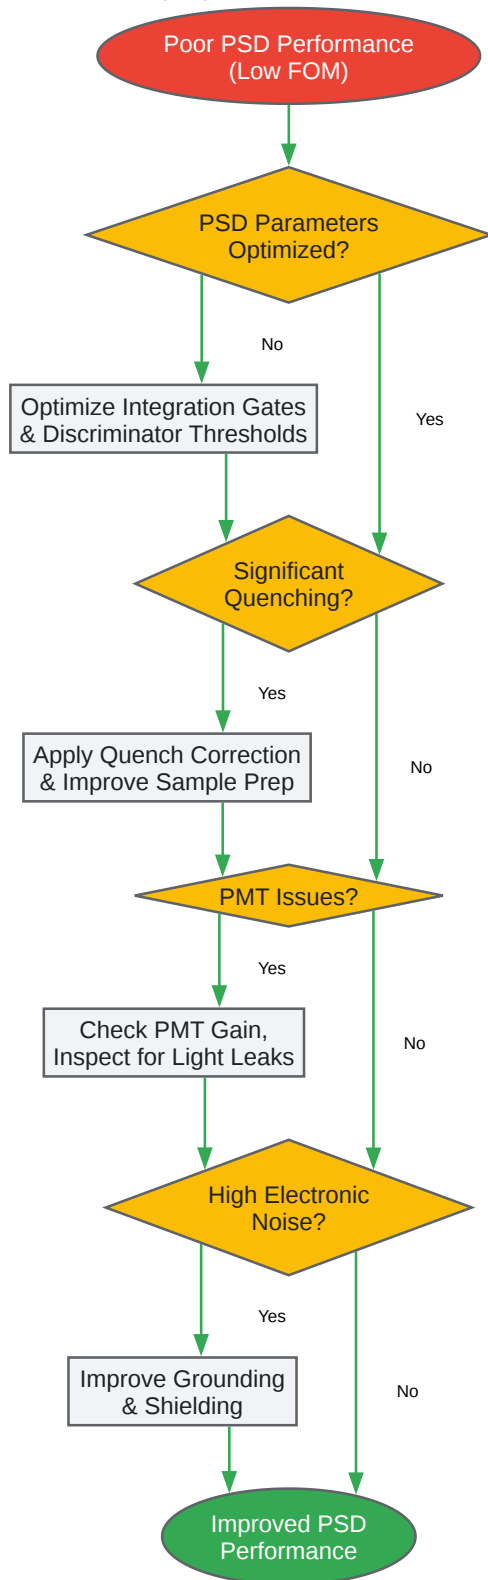 Poor PSD Performance
(Low FOM)
PSD Parameters
Optimized?
No
Optimize Integration Gates
& Discriminator Thresholds
Yes
Significant
Quenching?
Yes
Apply Quench Correction
& Improve Sample Prep
No
PMT Issues?
Yes
Check PMT Gain,
Inspect for Light Leaks
No
High Electronic
Noise?
Yes
Improve Grounding
& Shielding
No
Improved PSD
Performance